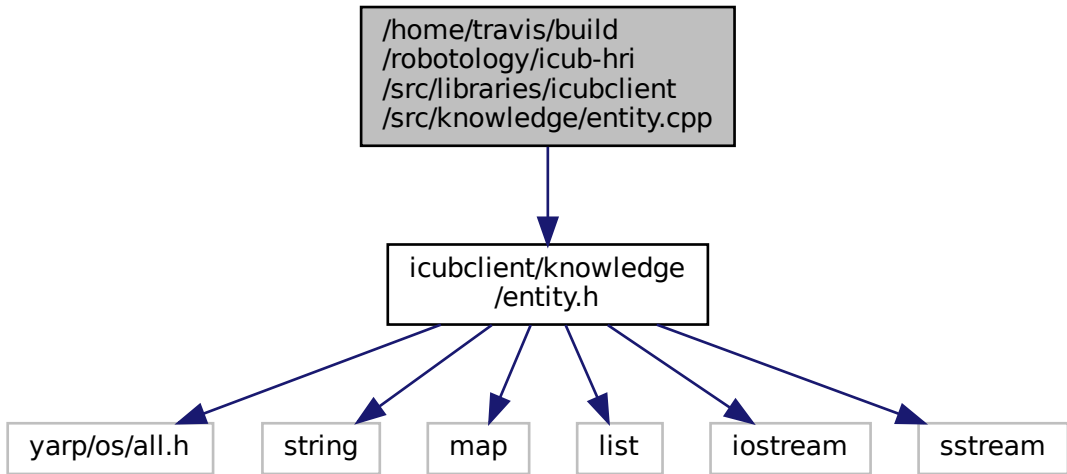 /home/travis/build
/robotology/icub-hri
/src/libraries/icubclient
/src/knowledge/entity.cpp
icubclient/knowledge
/entity.h
yarp/os/all.h
string
map
list
iostream
sstream